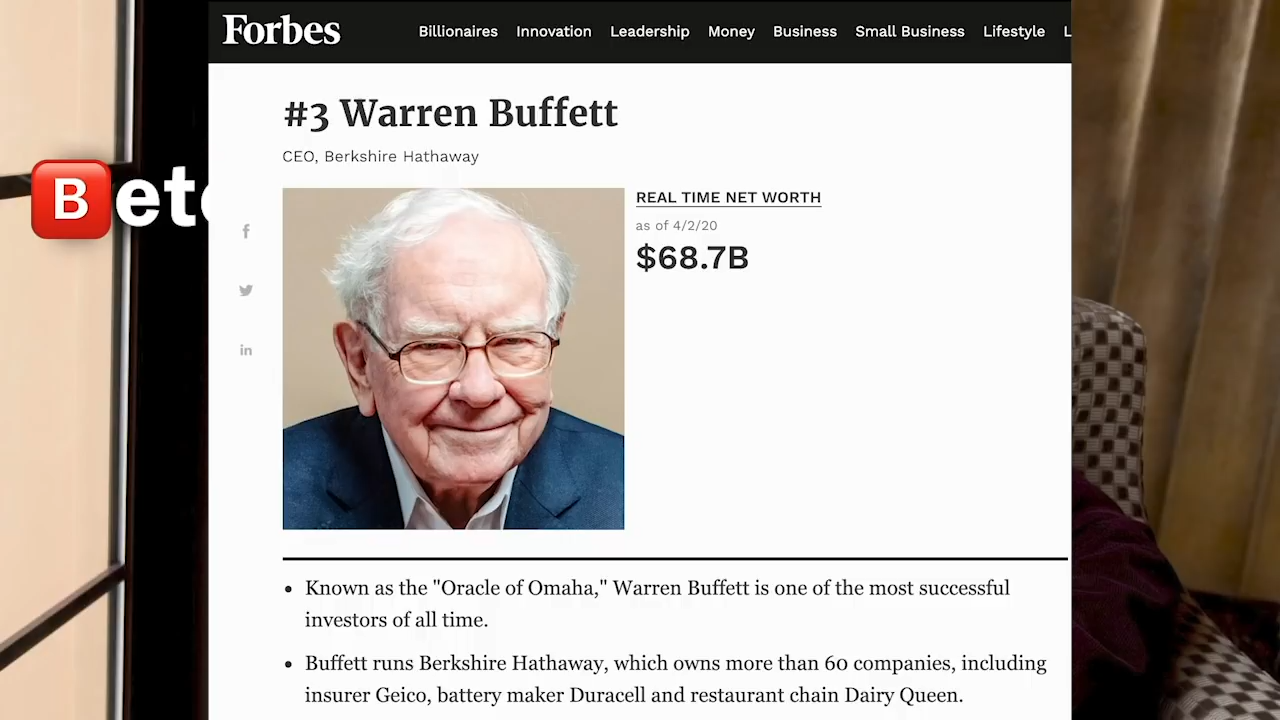 Forbes
Billionaires Innovation Leadership Money Business Small Business Lifestyle L
#3 Warren Buffett
CEO, Berkshire Hathaway
REAL TIME NET WORTH
as of 4/2/20
$68.7B
Bet
Known as the "Oracle of Omaha," Warren Buffett is one of the most successful
investors of all time.
Buffett runs Berkshire Hathaway, which owns more than 60 companies, including
insurer Geico, battery maker Duracell and restaurant chain Dairy Queen.